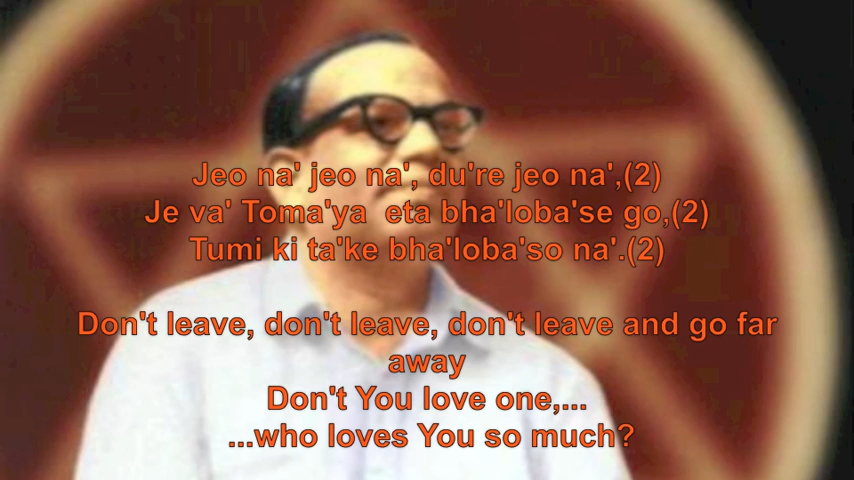 Jeo na' jeo na', du're jeo na',(2)
Je va' Toma'ya eta bha'loba'se go,(2)
Tumi ki ta'ke bha'loba'so na'.(2)
Don't leave, don't leave, don't leave and go far
away
Don't You love one,...
...who loves You so much?